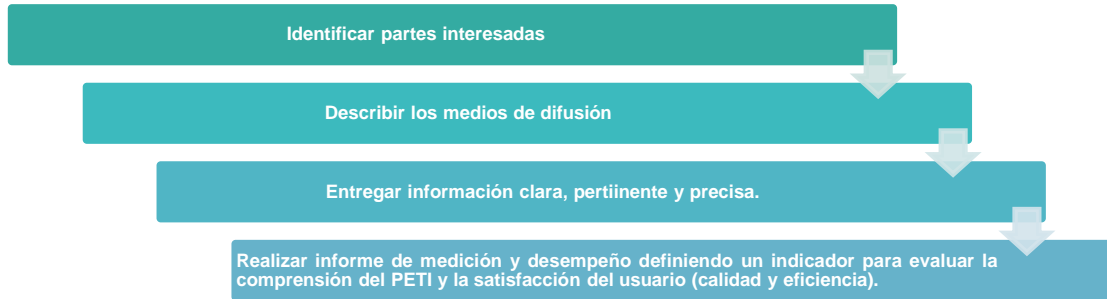 Identificar partes interesadas
Describir los medios de difusión
Entregar información clara, pertiinente y precisa.
Realizar informe de medición y desempeño definiendo un indicador para evaluar la
comprensión del PETI y la satisfacción del usuario (calidad y eficiencia).